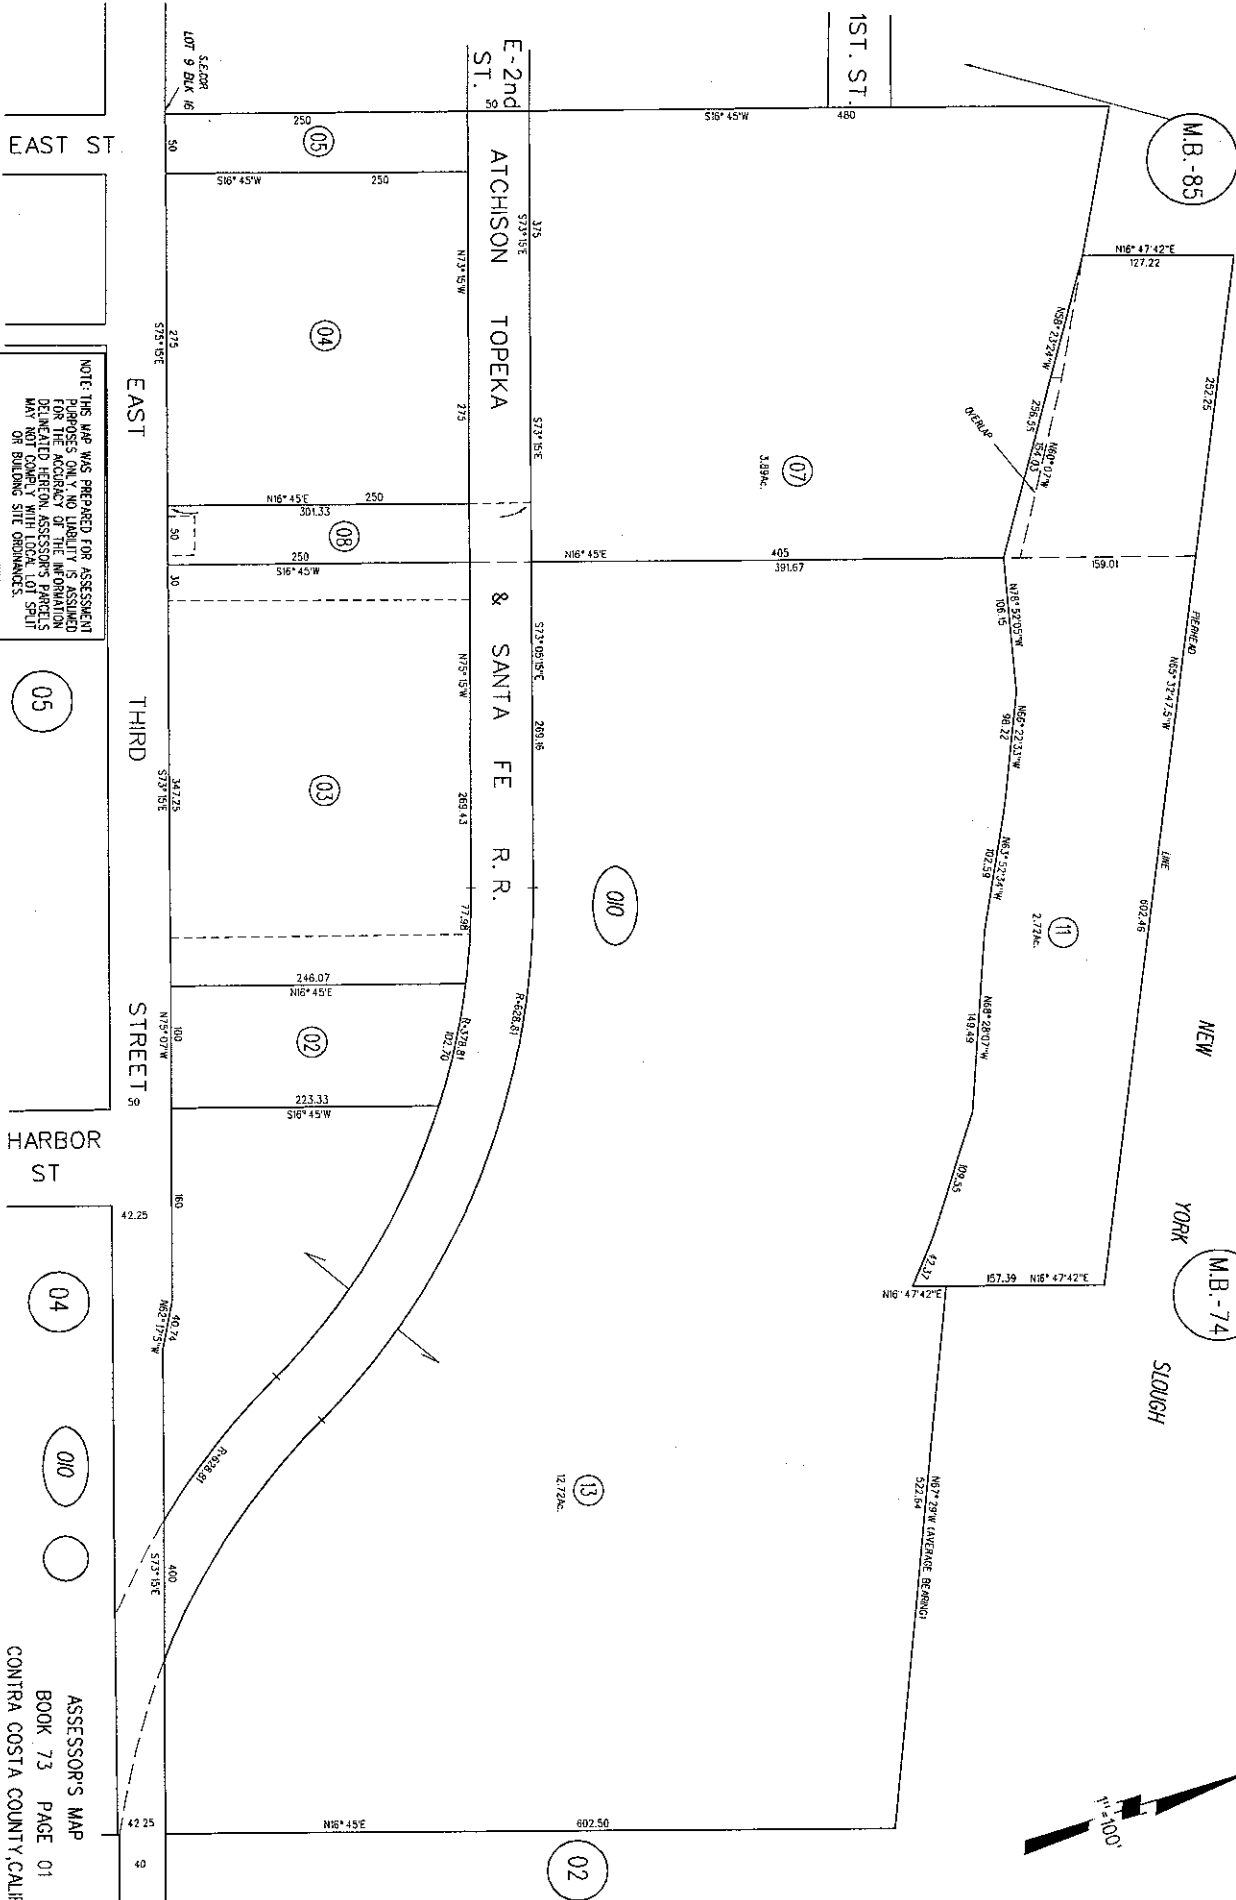 1ST. ST.
M.B.-85
E-2nd
ST.
50
S16° 45'W
480
S.E.COR
LOT 9 BLK 16
EAST ST.
50
250
05
S16° 45'W
250
ATCHISON TOPEKA & SANTA FE R.R.
375
S73°15'E
N73°15'W
275
S73°15'E
N16° 47'42"E
127.22
252.25
N58° 23'24"W
256.55
N60° 07'W
154.03
OVERLAP
04
275
S75°15'E
EAST THIRD STREET
07
3.89Ac.
N16° 45'E
250
301.33
08
50
250
S16° 45'W
30
N16° 45'E
405
391.67
159.01
PIERHEAD LINE
N65° 32'47.5"W
602.46
NOTE: THIS MAP WAS PREPARED FOR ASSESSMENT
PURPOSES ONLY. NO LIABILITY IS ASSUMED
FOR THE ACCURACY OF THE INFORMATION
DELINEATED HEREON. ASSESSOR'S PARCELS
MAY NOT COMPLY WITH LOCAL LOT SPLIT
OR BUILDING SITE ORDINANCES.
05
S73°05'15"E
269.16
N75°15'W
269.43
77.98
N78° 52'05"W
106.15
N66° 22'33"W
98.22
N63° 52'34"W
102.59
N68° 28'07"W
149.49
109.35
42.37
03
347.25
S73°15'E
010
11
2.72Ac.
246.07
N16° 45'E
02
100
N75° 07'W
50
223.33
S16° 45'W
R=378.81
102.70
R=628.81
NEW YORK SLOUGH
M.B.-74
HARBOR
ST
42.25
160
40.74
N62° 17'5"W
157.39 N16° 47'42"E
N16° 47'42"E
04
010
R=628.81
13
12.72Ac.
N67° 29'W (AVERAGE BEARING)
522.64
400
S73°15'E
1"=100'
N16° 45'E
602.50
02
42.25
40
ASSESSOR'S MAP
BOOK 73 PAGE 01
CONTRA COSTA COUNTY, CALIF